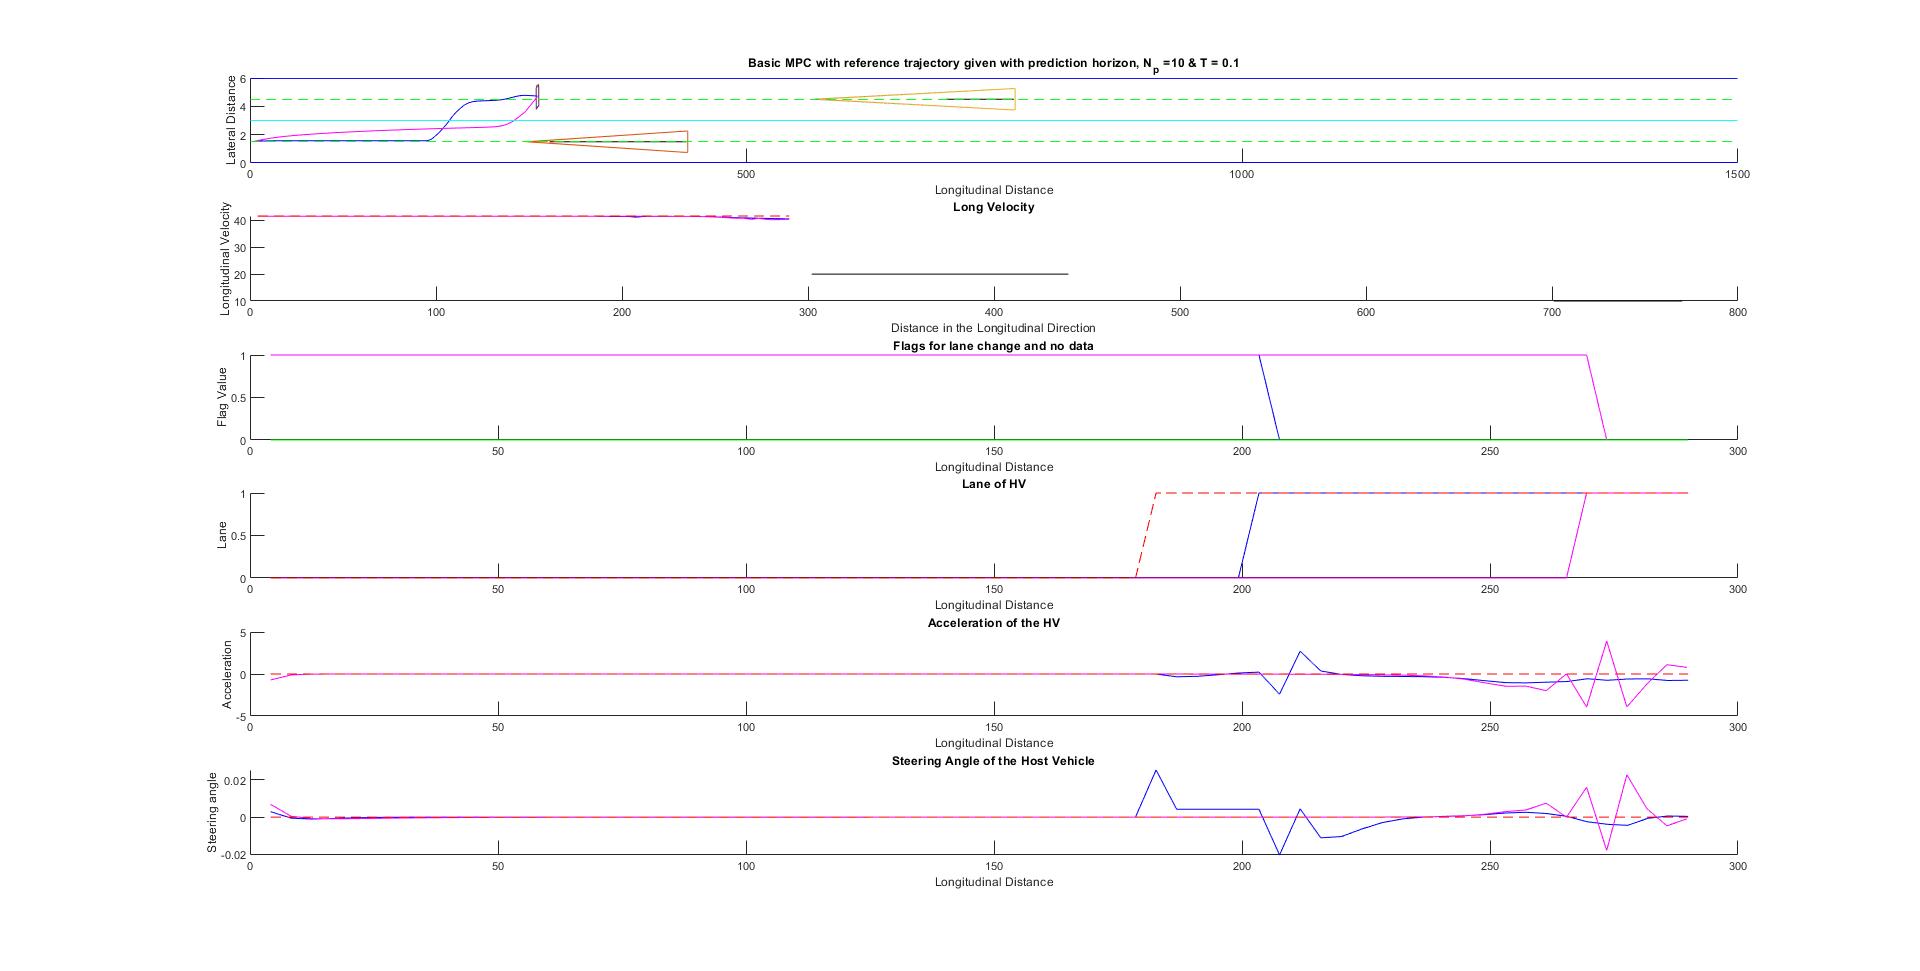 Basic MPC with reference trajectory given with prediction horizon, Np =10 & T = 0.1
Lateral Distance
6
4
2
0
0 500 1000 1500
Longitudinal Distance
Long Velocity
Longitudinal Velocity
40
30
20
10
0 100 200 300 400 500 600 700 800
Distance in the Longitudinal Direction
Flags for lane change and no data
Flag Value
1
0.5
0
0 50 100 150 200 250 300
Longitudinal Distance
Lane of HV
Lane
1
0.5
0
0 50 100 150 200 250 300
Longitudinal Distance
Acceleration of the HV
Acceleration
5
0
-5
0 50 100 150 200 250 300
Longitudinal Distance
Steering Angle of the Host Vehicle
Steering angle
0.02
0
-0.02
0 50 100 150 200 250 300
Longitudinal Distance